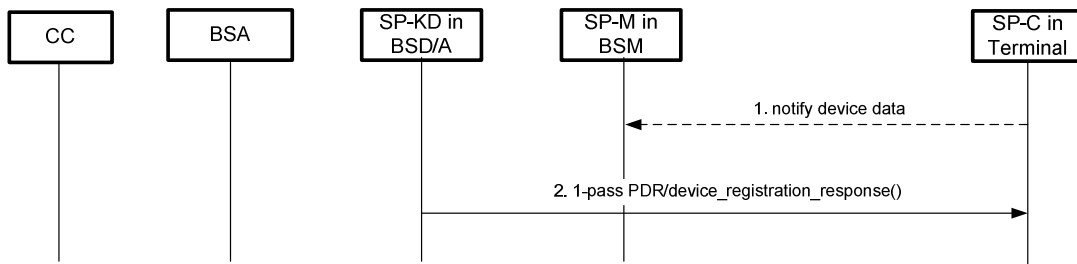 CC
BSA
SP-KD in
BSD/A
SP-M in
BSM
SP-C in
Terminal
1. notify device data
2. 1-pass PDR/device_registration_response()